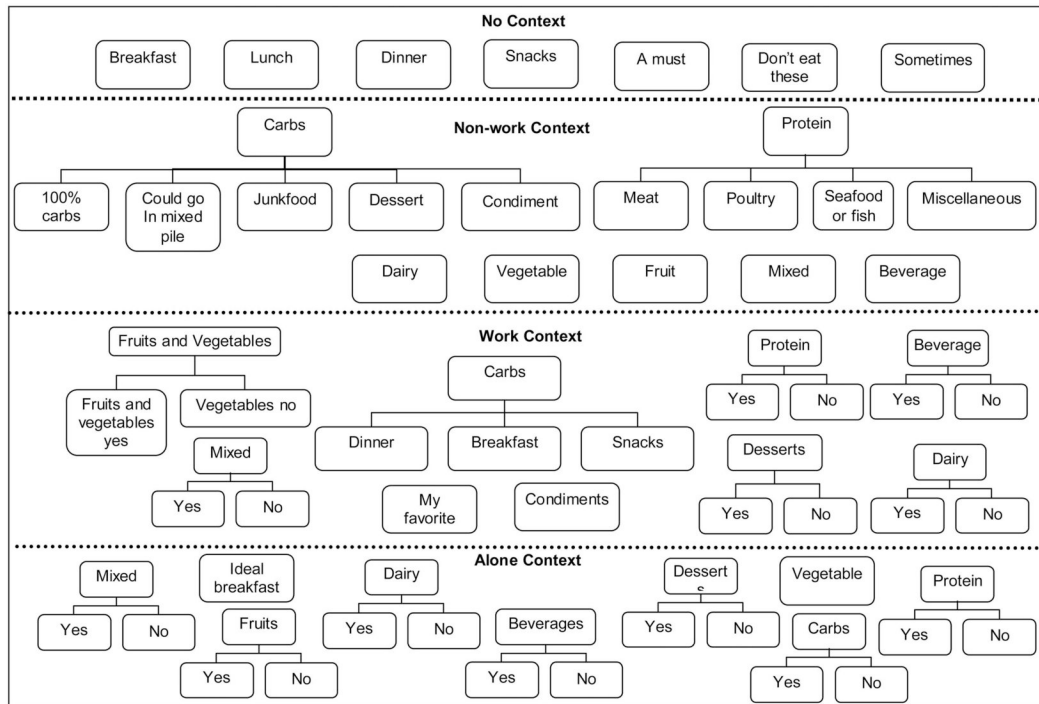 No Context
Breakfast
Lunch
Dinner
Snacks
A must
Don't eat
these
Sometimes
Non-work Context
Carbs
Protein
100%
carbs
Could go
In mixed
pile
Junkfood
Dessert
Condiment
Meat
Poultry
Seafood
or fish
Miscellaneous
Dairy
Vegetable
Fruit
Mixed
Beverage
Work Context
Fruits and Vegetables
Fruits and
vegetables
yes
Vegetables no
Mixed
Yes
No
Carbs
Dinner
Breakfast
Snacks
My
favorite
Condiments
Protein
Yes
No
Beverage
Yes
No
Desserts
Yes
No
Dairy
Yes
No
Alone Context
Mixed
Yes
No
Ideal
breakfast
Fruits
Yes
No
Dairy
Yes
No
Beverages
Yes
No
Dessert
s
Yes
No
Vegetable
Carbs
Yes
No
Protein
Yes
No